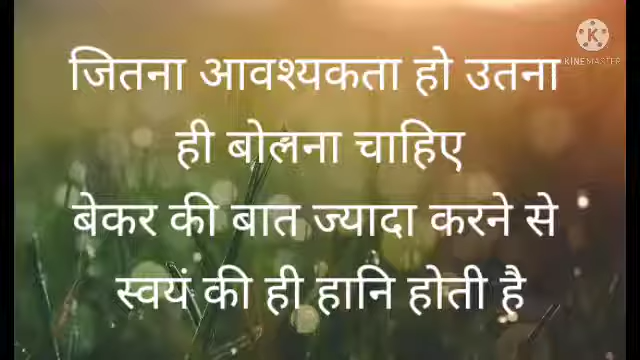 जितना आवश्यकता हो उतना
ही बोलना चाहिए
बेकर की बात ज्यादा करने से
स्वयं की ही हानि होती है
K
KINEMASTER